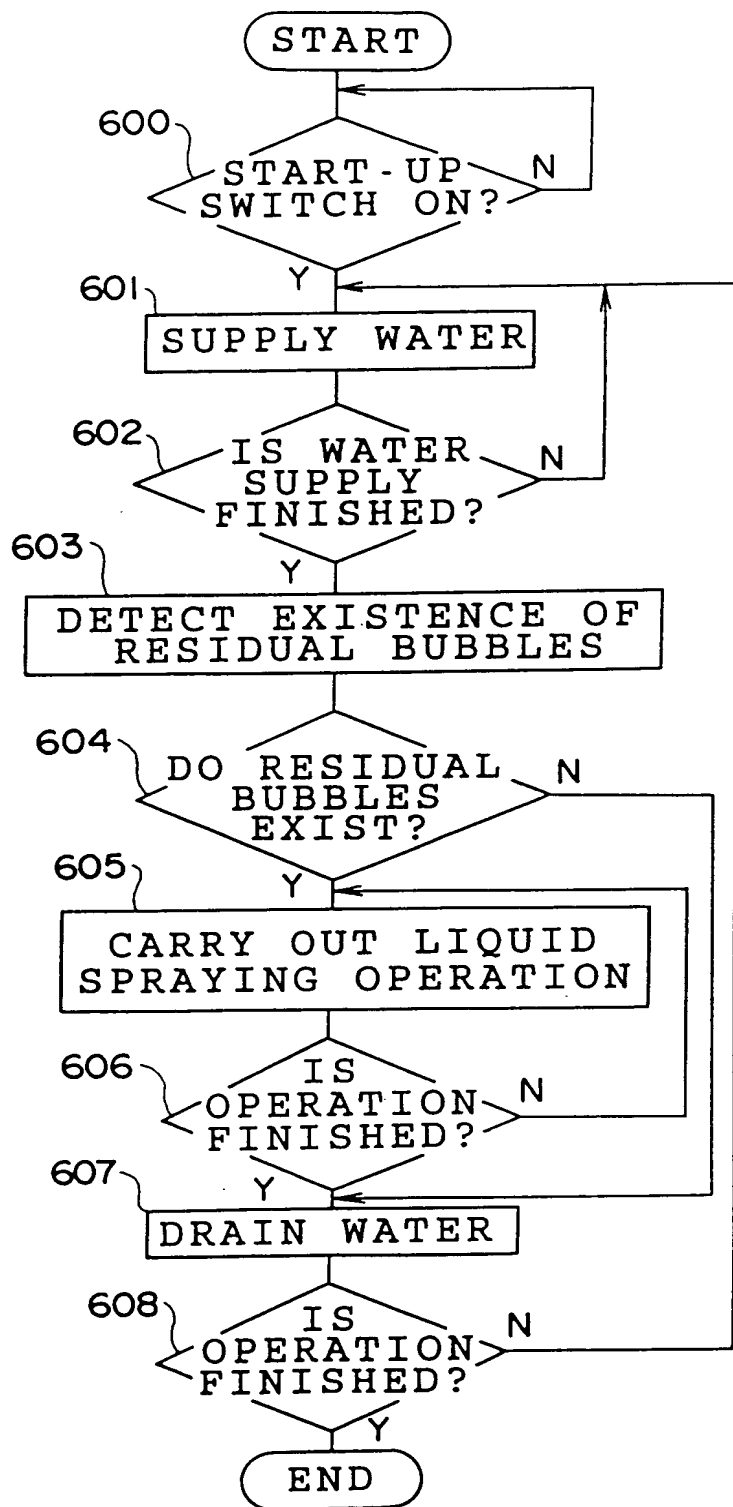 START
600
START-UP
SWITCH ON?
N
Y
601
SUPPLY WATER
602
IS WATER
SUPPLY
FINISHED?
N
Y
603
DETECT EXISTENCE OF
RESIDUAL BUBBLES
604
DO RESIDUAL
BUBBLES
EXIST?
N
Y
605
CARRY OUT LIQUID
SPRAYING OPERATION
606
IS
OPERATION
FINISHED?
N
Y
607
DRAIN WATER
608
IS
OPERATION
FINISHED?
N
Y
END